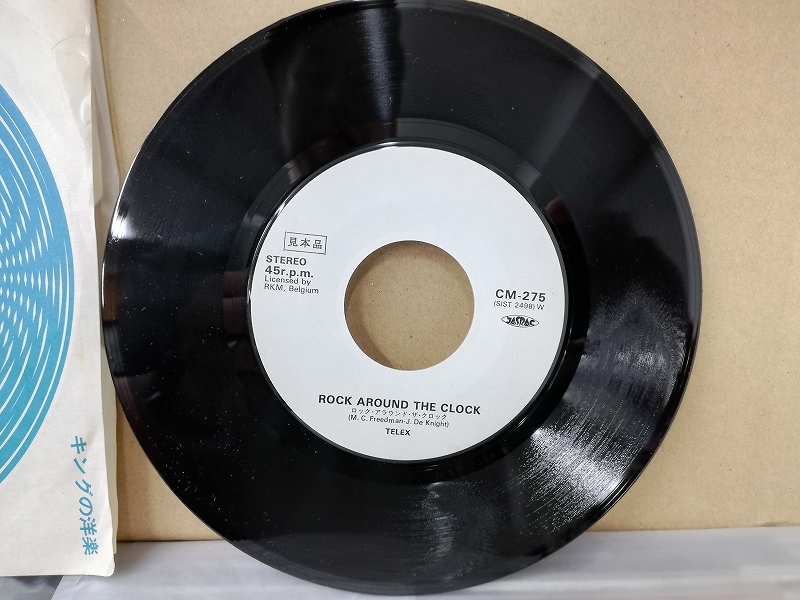 見本品
STEREO
45r.p.m.
Licensed by
RKM, Belgium
CM-275
(SIST 2498) W
JASRAC
ROCK AROUND THE CLOCK
ロック・アラウンド・ザ・クロック
(M. C. Freedman-J. De Knight)
TELEX
キングの洋楽